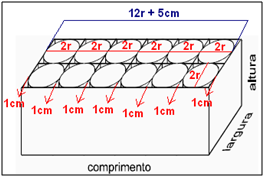 12r + 5cm
2r 2r 2r 2r 2r 2r
2r
1cm 1cm 1cm 1cm 1cm 1cm 1cm
altura
largura
comprimento